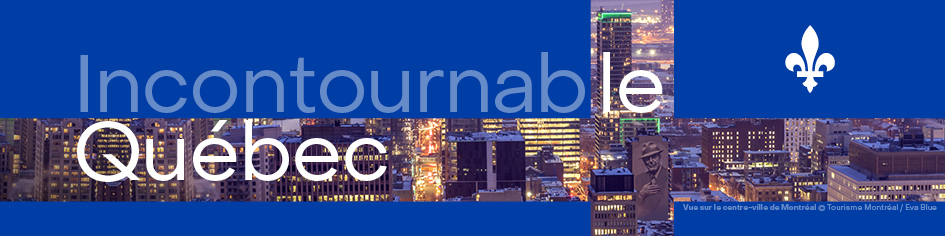 Incontournable
Québec
Vue sur le centre-ville de Montréal © Tourisme Montréal / Eva Blue